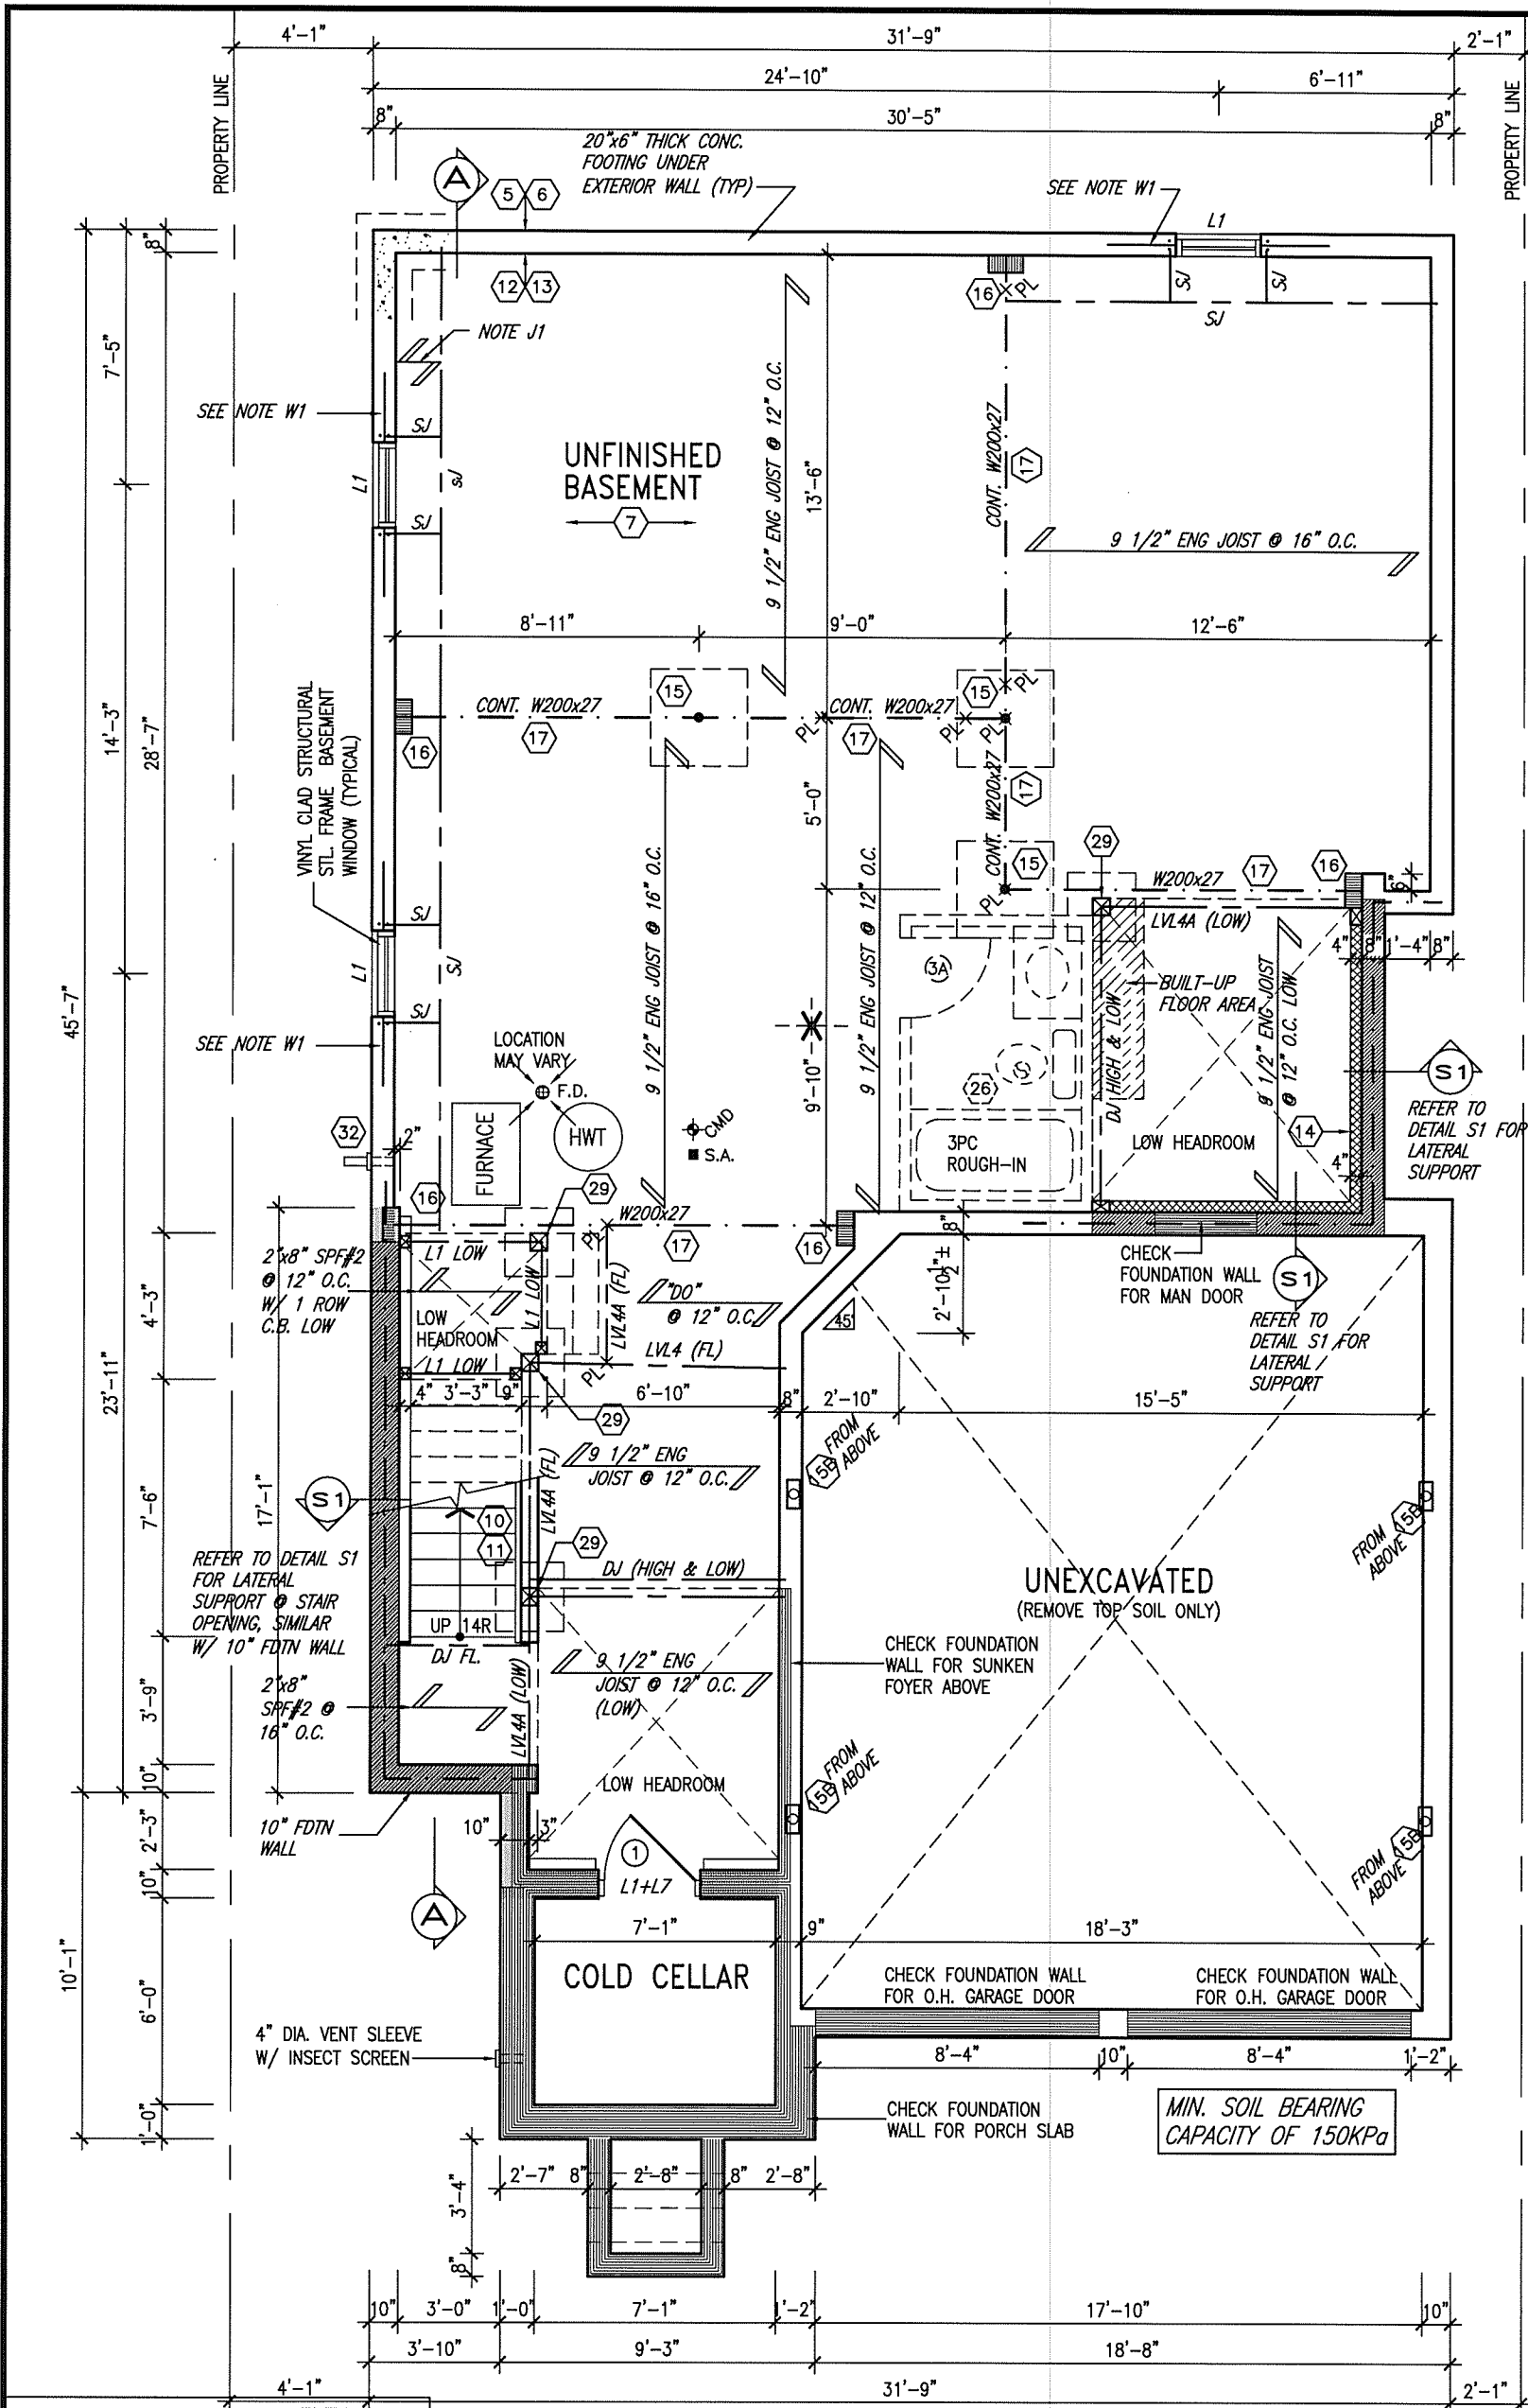 4'-1"
31'-9"
2'-1"
24'-10"
6'-11"
8"
30'-5"
8"
PROPERTY LINE
PROPERTY LINE
20"x6" THICK CONC.
FOOTING UNDER
EXTERIOR WALL (TYP)
A
5
6
SEE NOTE W1
L1
12
13
16
PL
SJ
SJ
SJ
8"
NOTE J1
7'-5"
SEE NOTE W1
SJ
L1
SJ
SJ
UNFINISHED
BASEMENT
7
9 1/2" ENG JOIST @ 12" O.C.
13'-6"
CONT. W200x27
17
9 1/2" ENG JOIST @ 16" O.C.
8'-11"
9'-0"
12'-6"
14'-3"
28'-7"
VINYL CLAD STRUCTURAL
STL. FRAME BASEMENT
WINDOW (TYPICAL)
15
15
PL
CONT. W200x27
CONT. W200x27
16
17
PL
17
PL
PL
CONT. W200x27
17
5'-0"
15
PL
29
W200x27
17
16
6"
LVL4A (LOW)
SJ
L1
SJ
SJ
9 1/2" ENG JOIST @ 16" O.C.
9 1/2" ENG JOIST @ 12" O.C.
3A
BUILT-UP
FLOOR AREA
9 1/2" ENG JOIST
@ 12" O.C. LOW
4"
8"
1'-4"
8"
45'-7"
SEE NOTE W1
LOCATION
MAY VARY
F.D.
FURNACE
HWT
CMD
S.A.
9'-10"
26
DJ HIGH & LOW
3PC
ROUGH-IN
LOW HEADROOM
14
4"
S1
REFER TO
DETAIL S1 FOR
LATERAL
SUPPORT
32
2"
16
29
W200x27
17
16
PL
8"
2'-10 1/2"±
CHECK
FOUNDATION WALL
FOR MAN DOOR
S1
REFER TO
DETAIL S1 FOR
LATERAL
SUPPORT
2"x8" SPF#2
@ 12" O.C.
W/ 1 ROW
C.B. LOW
L1 LOW
L1 LOW
LOW
HEADROOM
L1 LOW
LVL4A (FL)
"DO"
@ 12" O.C.
LVL4 (FL)
PL
45
4'-3"
23'-11"
17'-1"
4"
3'-3"
9"
6'-10"
8"
2'-10"
15'-5"
29
9 1/2" ENG
JOIST @ 12" O.C.
LVL4A (FL)
15B
FROM
ABOVE
FROM
ABOVE
15B
S1
10
11
29
7'-6"
REFER TO DETAIL S1
FOR LATERAL
SUPPORT @ STAIR
OPENING, SIMILAR
W/ 10" FDTN WALL
DJ (HIGH & LOW)
UP 14R
DJ FL.
UNEXCAVATED
(REMOVE TOP SOIL ONLY)
CHECK FOUNDATION
WALL FOR SUNKEN
FOYER ABOVE
2"x8"
SPF#2 @
16" O.C.
LVL4A (LOW)
9 1/2" ENG
JOIST @ 12" O.C.
(LOW)
3'-9"
10"
LOW HEADROOM
15B
FROM
ABOVE
FROM
ABOVE
15B
10" FDTN
WALL
2'-3"
10"
3"
1
L1+L7
10"
A
7'-1"
9"
18'-3"
COLD CELLAR
CHECK FOUNDATION WALL
FOR O.H. GARAGE DOOR
CHECK FOUNDATION WALL
FOR O.H. GARAGE DOOR
10'-1"
6'-0"
4" DIA. VENT SLEEVE
W/ INSECT SCREEN
8'-4"
10"
8'-4"
1'-2"
1'-0"
CHECK FOUNDATION
WALL FOR PORCH SLAB
MIN. SOIL BEARING
CAPACITY OF 150KPa
2'-7"
8"
2'-8"
8"
2'-8"
3'-4"
8"
10"
3'-0"
1'-0"
7'-1"
1'-2"
17'-10"
10"
3'-10"
9'-3"
18'-8"
4'-1"
31'-9"
2'-1"